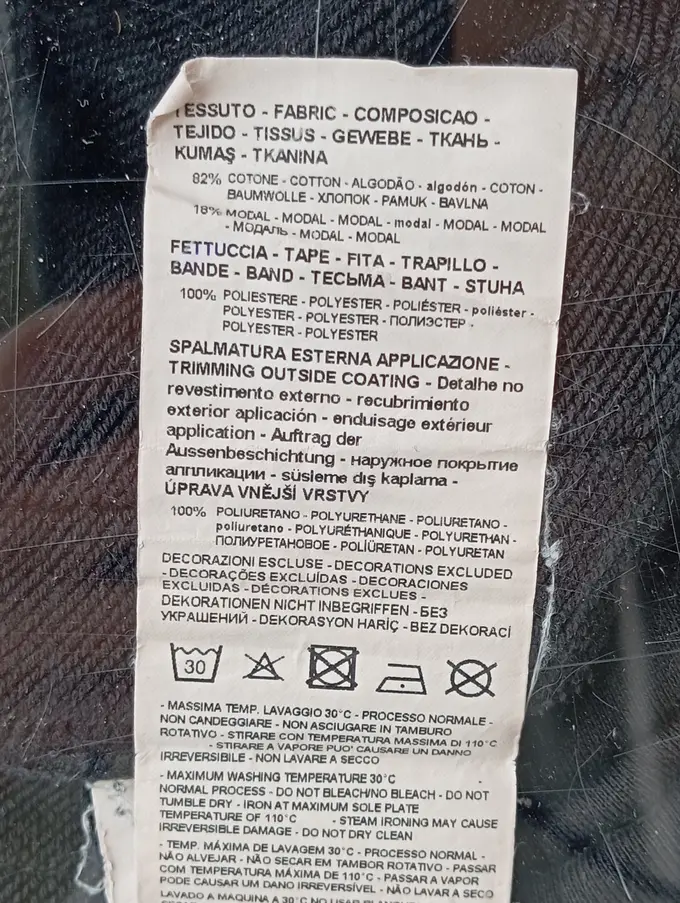 TESSUTO - FABRIC - COMPOSICAO -
TEJIDO - TISSUS - GEWEBE - ТКАНЬ -
KUMAŞ - TKANINA
82% COTONE - COTTON - ALGODÃO - algodón - COTON -
BAUMWOLLE - ХЛОПОК - PAMUK - BAVLNA
18% MODAL - MODAL - MODAL - modal - MODAL - MODAL
- МОДАЛЬ - MODAL - MODAL
FETTUCCIA - TAPE - FITA - TRAPILLO -
BANDE - BAND - ТЕСЬМА - BANT - STUHA
100% POLIESTERE - POLYESTER - POLIÉSTER - poliéster -
POLYESTER - POLYESTER - ПОЛИЭСТЕР -
POLYESTER - POLYESTER
SPALMATURA ESTERNA APPLICAZIONE -
TRIMMING OUTSIDE COATING - Detalhe no
revestimento externo - recubrimiento
exterior aplicación - enduisage extérieur
application - Auftrag der
Aussenbeschichtung - наружное покрытие
аппликации - süsleme dış kaplama -
ÚPRAVA VNĚJŠÍ VRSTVY
100% POLIURETANO - POLYURETHANE - POLIURETANO -
poliuretano - POLYURÉTHANIQUE - POLYURETHAN -
ПОЛИУРЕТАНОВОЕ - POLİÜRETAN - POLYURETAN
DECORAZIONI ESCLUSE - DECORATIONS EXCLUDED
- DECORAÇÕES EXCLUÍDAS - DECORACIONES
EXCLUIDAS - DÉCORATIONS EXCLUES -
DEKORATIONEN NICHT INBEGRIFFEN - БЕЗ
УКРАШЕНИЙ - DEKORASYON HARİÇ - BEZ DEKORACÍ
30
- MASSIMA TEMP. LAVAGGIO 30°C - PROCESSO NORMALE -
NON CANDEGGIARE - NON ASCIUGARE IN TAMBURO
ROTATIVO - STIRARE CON TEMPERATURA MASSIMA DI 110°C
- STIRARE A VAPORE PUO' CAUSARE UN DANNO
IRREVERSIBILE - NON LAVARE A SECCO
- MAXIMUM WASHING TEMPERATURE 30°C -
NORMAL PROCESS - DO NOT BLEACH/NO BLEACH - DO NOT
TUMBLE DRY - IRON AT MAXIMUM SOLE PLATE
TEMPERATURE OF 110°C - STEAM IRONING MAY CAUSE
IRREVERSIBLE DAMAGE - DO NOT DRY CLEAN
- TEMP. MÁXIMA DE LAVAGEM 30°C - PROCESSO NORMAL -
NÃO ALVEJAR - NÃO SECAR EM TAMBOR ROTATIVO - PASSAR
COM TEMPERATURA MÁXIMA DE 110°C - PASSAR A VAPOR
PODE CAUSAR UM DANO IRREVERSÍVEL - NÃO LAVAR A SECO
LAVADO A MAQUINA A 30°C NO USAR